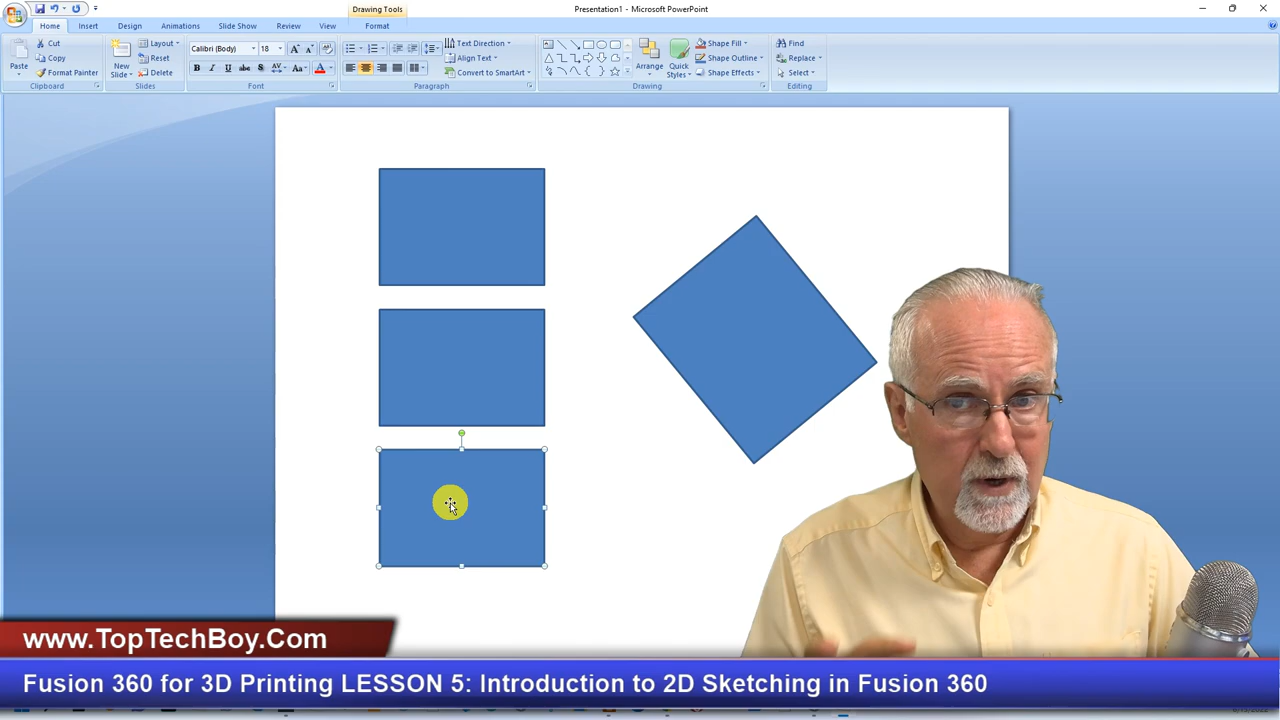 Drawing Tools
Presentation1 - Microsoft PowerPoint
Home Insert Design Animations Slide Show Review View Format
Paste
Cut
Copy
Format Painter
Clipboard
New Slide
Layout
Reset
Delete
Slides
Calibri (Body) 18
B I U abc S AV Aa A
Font
Text Direction
Align Text
Convert to SmartArt
Paragraph
Arrange
Quick Styles
Shape Fill
Shape Outline
Shape Effects
Drawing
Find
Replace
Select
Editing
www.TopTechBoy.Com
Fusion 360 for 3D Printing LESSON 5: Introduction to 2D Sketching in Fusion 360